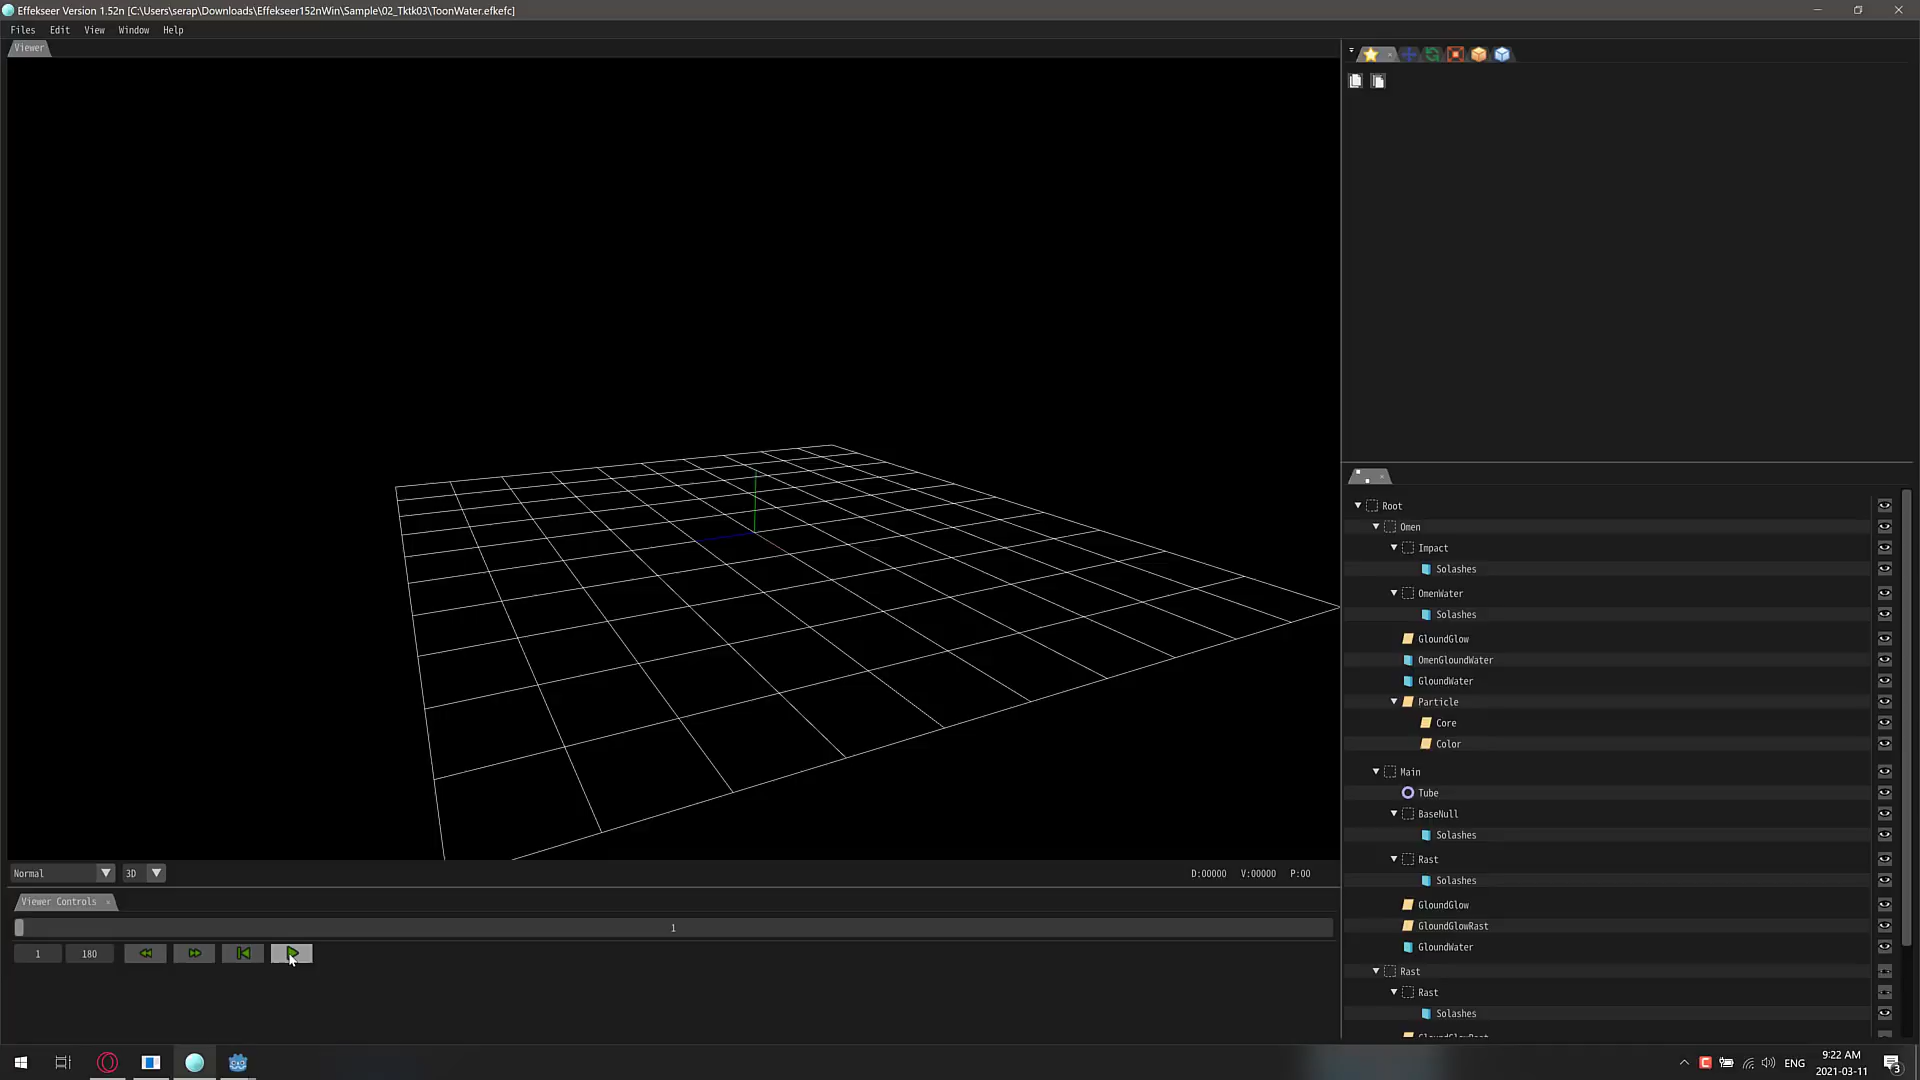 Effekseer Version 1.52n [C:\Users\serap\Downloads\Effekseer152nWin\Sample\02_Tktk03\ToonWater.efkefc]
Files Edit View Window Help
Viewer
Normal 3D D:00000 V:00000 P:00
Viewer Controls
1
1 180
Root
Omen
Impact
Solashes
OmenWater
Solashes
GloundGlow
OmenGloundWater
GloundWater
Particle
Core
Color
Main
Tube
BaseNull
Solashes
Rast
Solashes
GloundGlow
GloundGlowRast
GloundWater
Rast
Rast
Solashes
GloundGlowRast
ENG
9:22 AM
2021-03-11
3